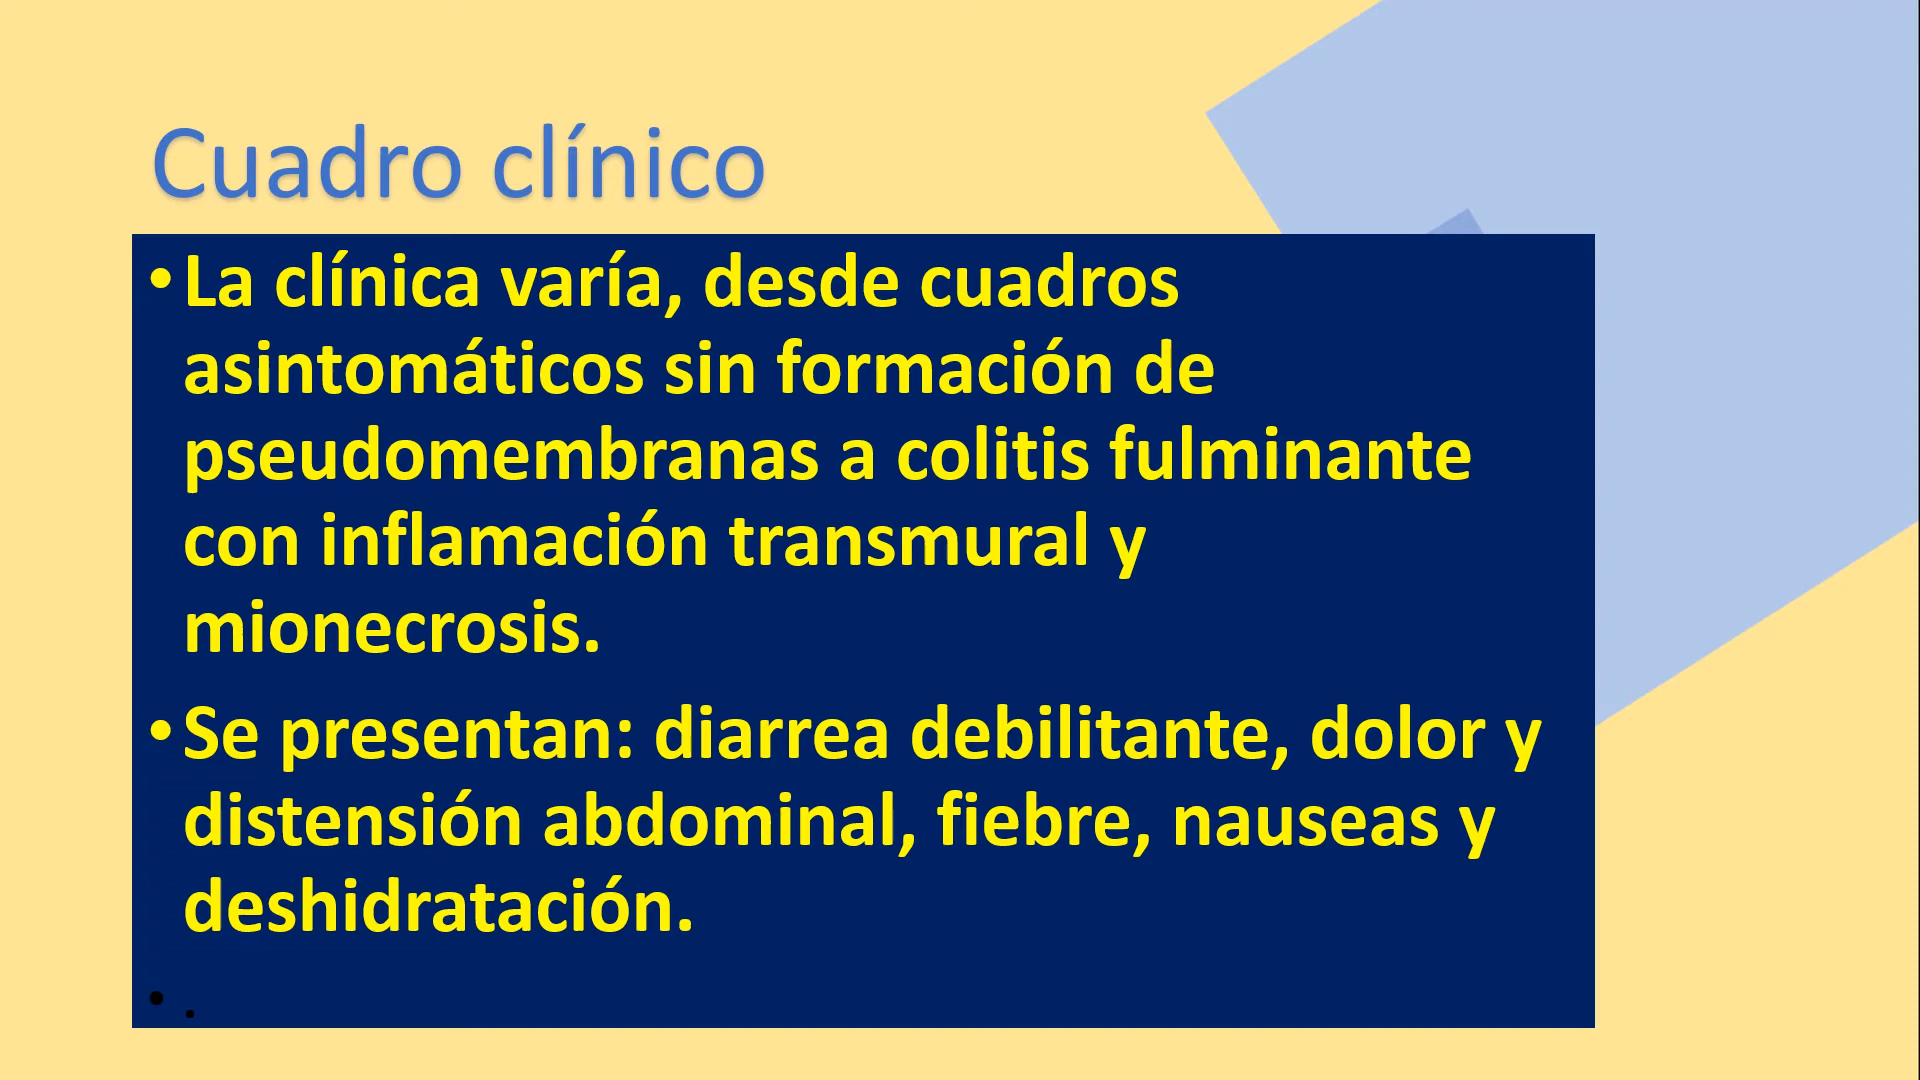 Cuadro clínico
• La clínica varía, desde cuadros
asintomáticos sin formación de
pseudomembranas a colitis fulminante
con inflamación transmural y
mionecrosis.
• Se presentan: diarrea debilitante, dolor y
distensión abdominal, fiebre, nauseas y
deshidratación.
• .